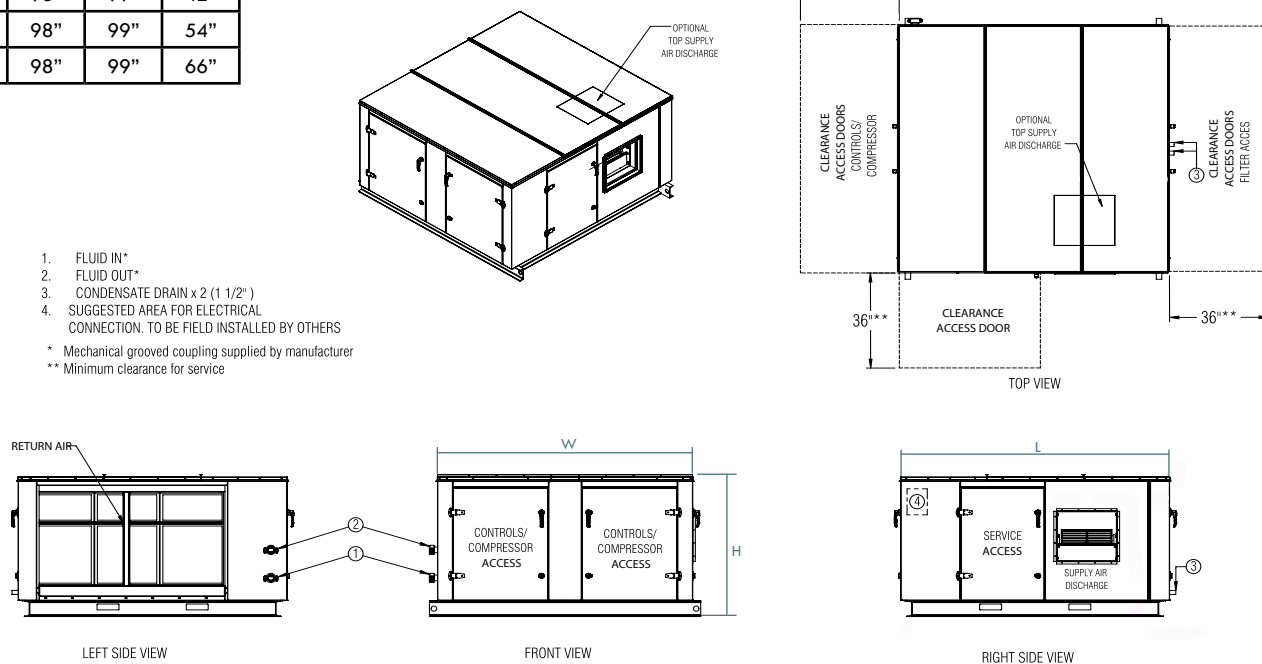 98” 99” 54”
98” 99” 66”
OPTIONAL
TOP SUPPLY
AIR DISCHARGE
CLEARANCE
ACCESS DOORS
CONTROLS/
COMPRESSOR
OPTIONAL
TOP SUPPLY
AIR DISCHARGE
3
CLEARANCE
ACCESS DOORS
FILTER ACCES
36"**
CLEARANCE
ACCESS DOOR
36"**
TOP VIEW
1. FLUID IN*
2. FLUID OUT*
3. CONDENSATE DRAIN x 2 (1 1/2" )
4. SUGGESTED AREA FOR ELECTRICAL
CONNECTION. TO BE FIELD INSTALLED BY OTHERS
* Mechanical grooved coupling supplied by manufacturer
** Minimum clearance for service
RETURN AIR
2
1
LEFT SIDE VIEW
W
CONTROLS/
COMPRESSOR
ACCESS
CONTROLS/
COMPRESSOR
ACCESS
H
FRONT VIEW
L
4
SERVICE
ACCESS
SUPPLY AIR
DISCHARGE
3
RIGHT SIDE VIEW